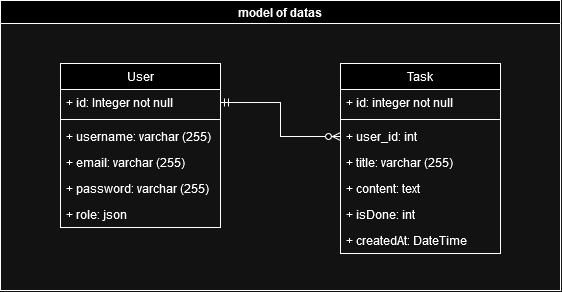 model of datas
User
+ id: Integer not null
+ username: varchar (255)
+ email: varchar (255)
+ password: varchar (255)
+ role: json
Task
+ id: integer not null
+ user_id: int
+ title: varchar (255)
+ content: text
+ isDone: int
+ createdAt: DateTime